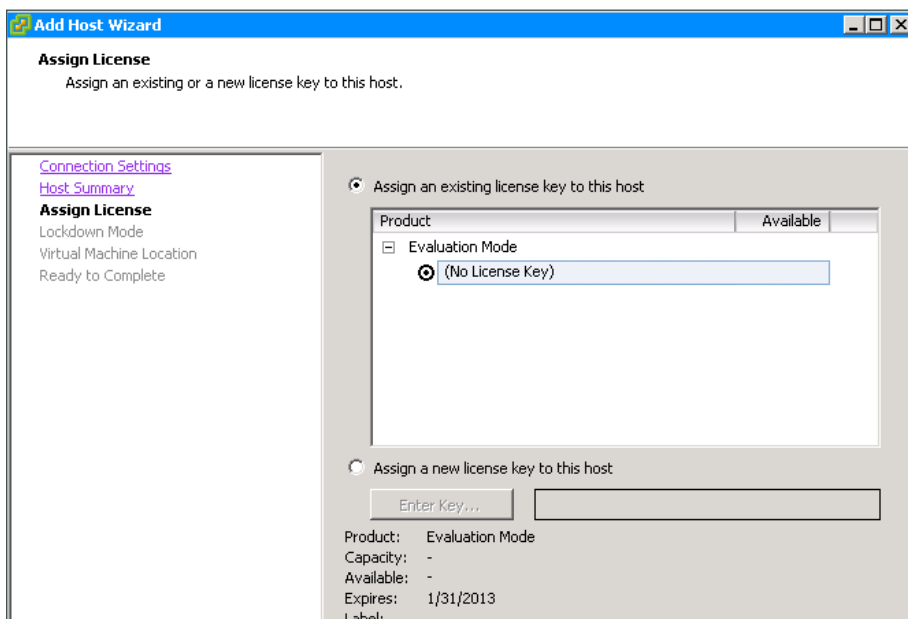 Add Host Wizard
Assign License
Assign an existing or a new license key to this host.
Connection Settings
Host Summary
Assign License
Lockdown Mode
Virtual Machine Location
Ready to Complete
Assign an existing license key to this host
Product Available
Evaluation Mode
(No License Key)
Assign a new license key to this host
Enter Key...
Product: Evaluation Mode
Capacity: -
Available: -
Expires: 1/31/2013
Label: